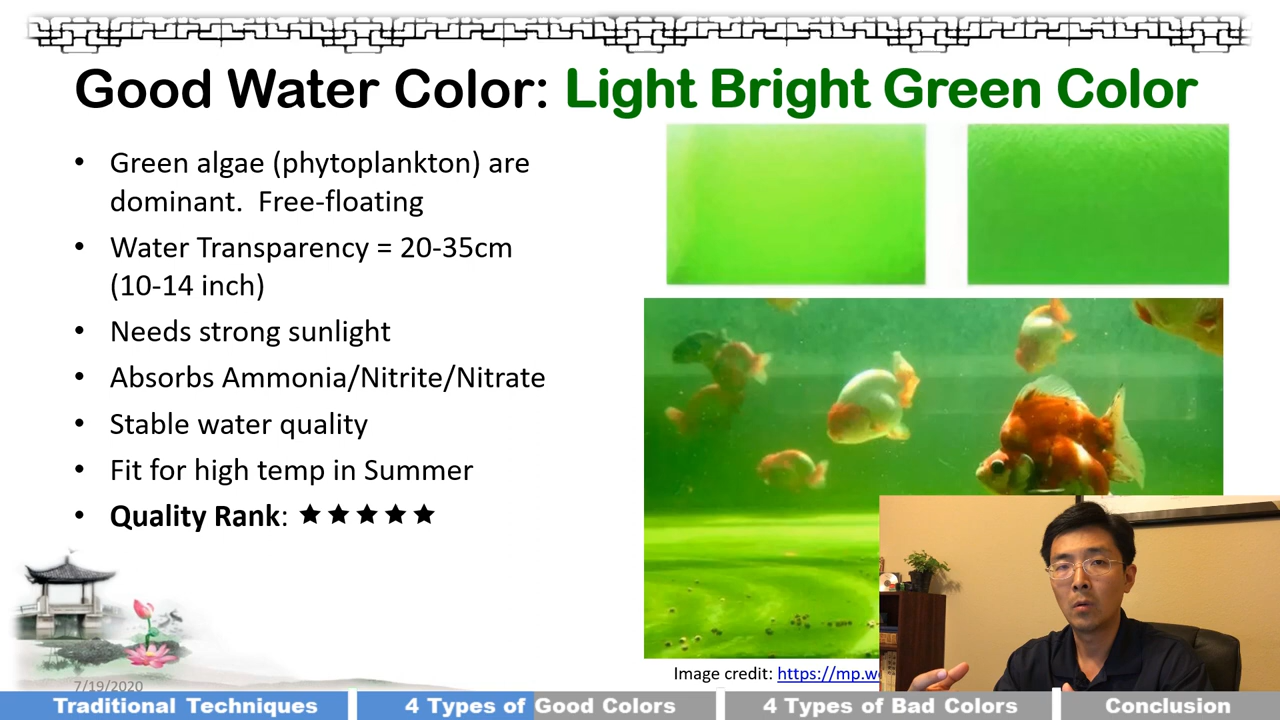 Good Water Color: Light Bright Green Color
• Green algae (phytoplankton) are
dominant.  Free-floating
• Water Transparency = 20-35cm
(10-14 inch)
• Needs strong sunlight
• Absorbs Ammonia/Nitrite/Nitrate
• Stable water quality
• Fit for high temp in Summer
• Quality Rank: ★★★★★
Image credit: https://mp.w
7/19/2020
Traditional Techniques
4 Types of Good Colors
4 Types of Bad Colors
Conclusion